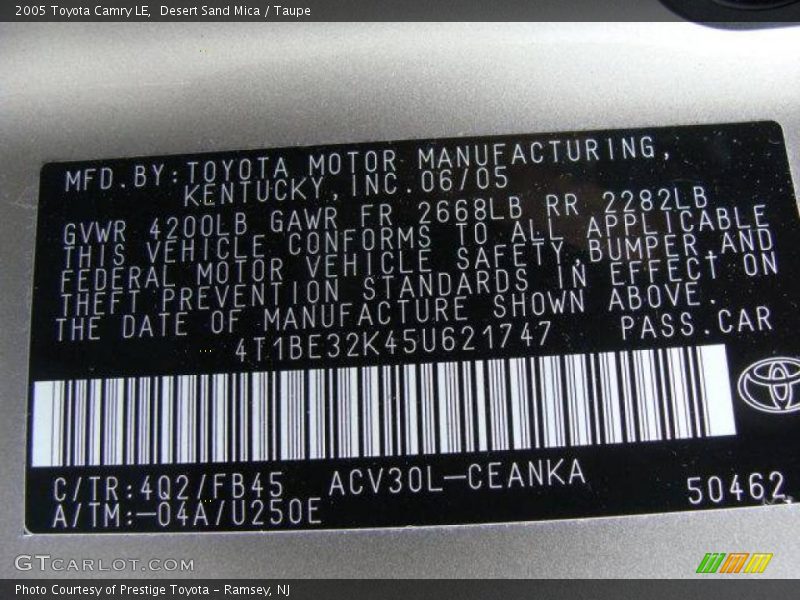 2005 Toyota Camry LE, Desert Sand Mica / Taupe
MFD.BY:TOYOTA MOTOR MANUFACTURING,
KENTUCKY,INC.06/05
GVWR 4200LB GAWR FR 2668LB RR 2282LB
THIS VEHICLE CONFORMS TO ALL APPLICABLE
FEDERAL MOTOR VEHICLE SAFETY,BUMPER,AND
THEFT PREVENTION STANDARDS IN EFFECT ON
THE DATE OF MANUFACTURE SHOWN ABOVE.
4T1BE32K45U621747 PASS.CAR
C/TR:4Q2/FB45 ACV30L-CEANKA
A/TM:-04A/U250E 50462
GTCARLOT.COM
Photo Courtesy of Prestige Toyota - Ramsey, NJ